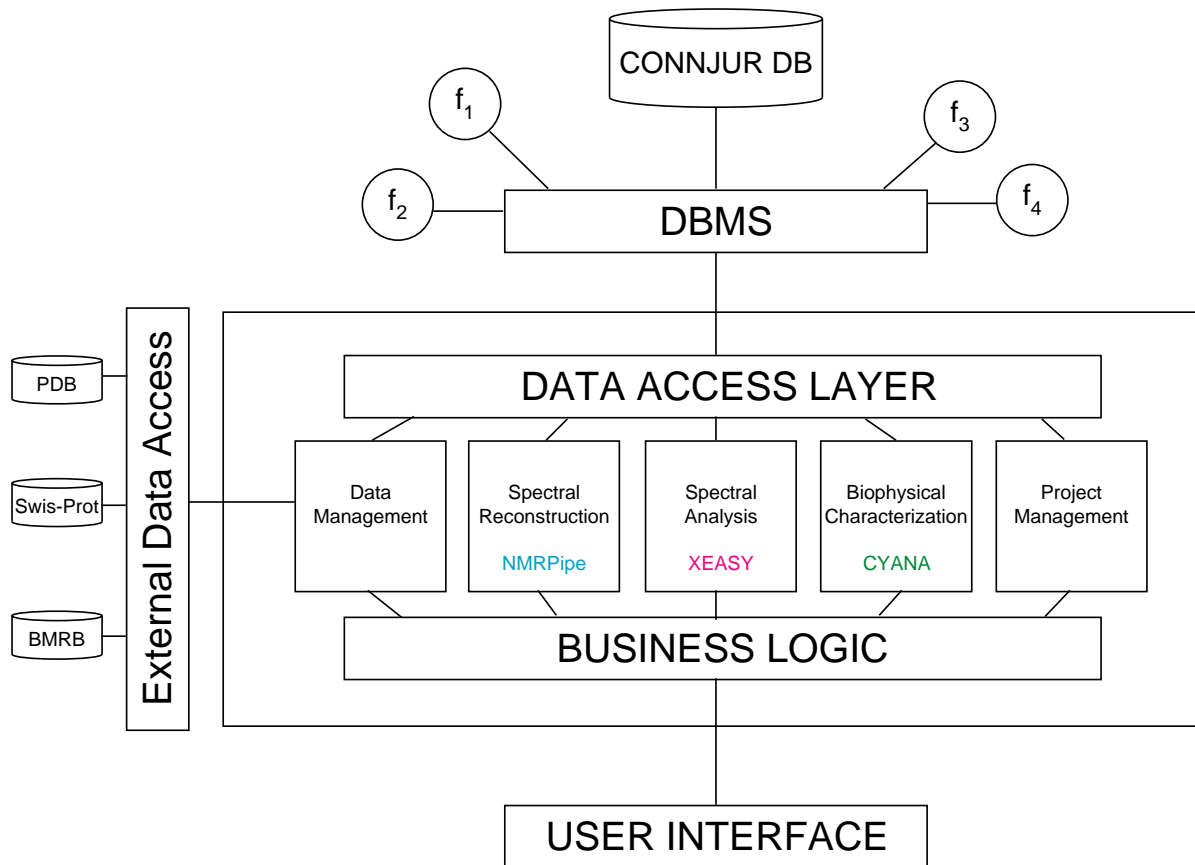 CONNJUR DB
f1
f3
f2
f4
DBMS
External Data Access
PDB
Swis-Prot
BMRB
DATA ACCESS LAYER
Data
Management
Spectral
Reconstruction
NMRPipe
Spectral
Analysis
XEASY
Biophysical
Characterization
CYANA
Project
Management
BUSINESS LOGIC
USER INTERFACE